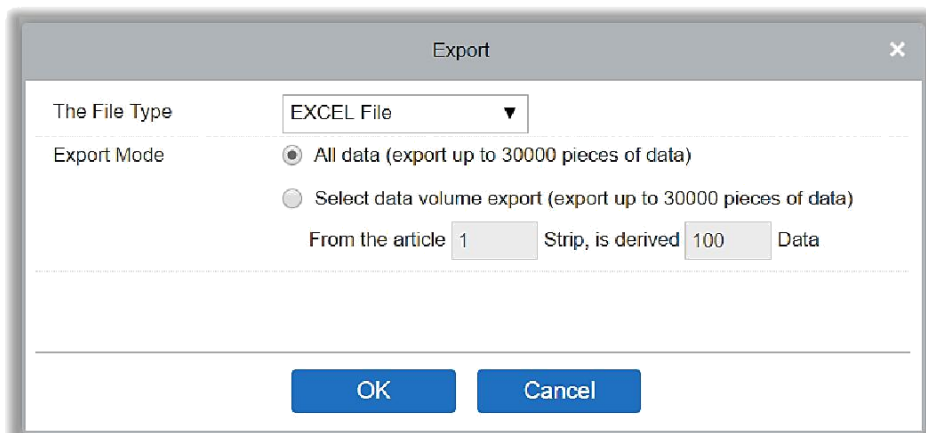 Export ×
The File Type EXCEL File ▼
Export Mode All data (export up to 30000 pieces of data)
Select data volume export (export up to 30000 pieces of data)
From the article 1 Strip, is derived 100 Data
OK Cancel